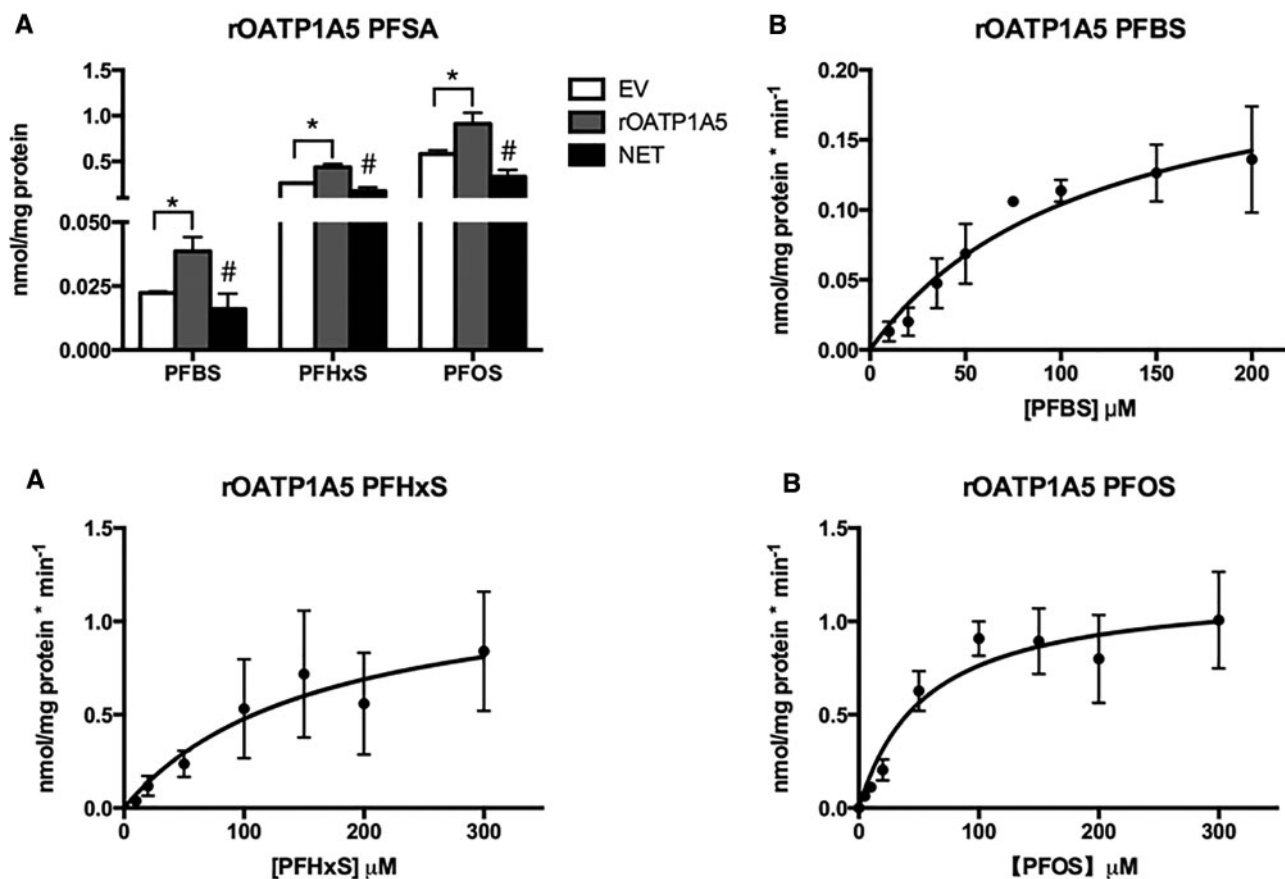 A
rOATP1A5 PFSA
nmol/mg protein
1.5
1.0
0.5
0.050
0.025
0.000
*
#
*
#
*
#
PFBS
PFHxS
PFOS
EV
rOATP1A5
NET
B
rOATP1A5 PFBS
nmol/mg protein * min-1
0.20
0.15
0.10
0.05
0.00
0
50
100
150
200
[PFBS] µM
A
rOATP1A5 PFHxS
nmol/mg protein * min-1
1.5
1.0
0.5
0.0
0
100
200
300
[PFHxS] µM
B
rOATP1A5 PFOS
nmol/mg protein * min-1
1.5
1.0
0.5
0.0
0
100
200
300
【PFOS】 µM